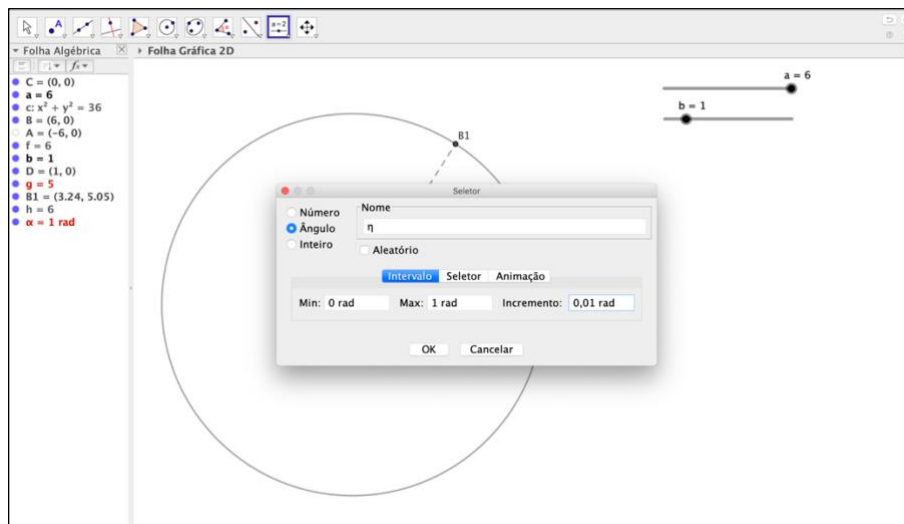 A
a=2
Folha Algébrica
Folha Gráfica 2D
fx
C = (0, 0)
a = 6
c: x² + y² = 36
B = (6, 0)
A = (-6, 0)
f = 6
b = 1
D = (1, 0)
g = 5
B1 = (3.24, 5.05)
h = 6
α = 1 rad
a = 6
b = 1
B1
Seletor
Número
Ângulo
Inteiro
Nome
η
Aleatório
Intervalo Seletor Animação
Min: 0 rad Max: 1 rad Incremento: 0,01 rad
OK Cancelar